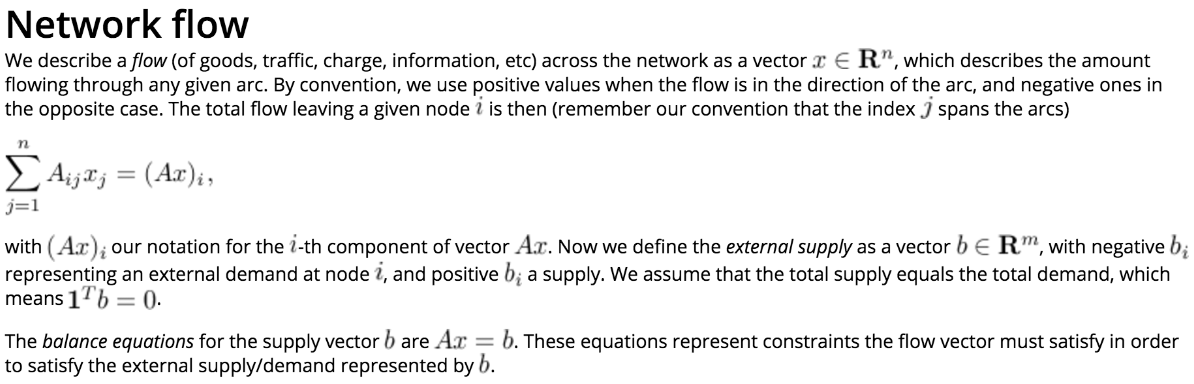 Network flow
We describe a flow (of goods, traffic, charge, information, etc) across the network as a vector x ∈ Rⁿ, which describes the amount
flowing through any given arc. By convention, we use positive values when the flow is in the direction of the arc, and negative ones in
the opposite case. The total flow leaving a given node i is then (remember our convention that the index j spans the arcs)
∑_{j=1}^{n} A_{ij}x_j = (Ax)_i,
with (Ax)_i our notation for the i-th component of vector Ax. Now we define the external supply as a vector b ∈ Rᵐ, with negative b_i
representing an external demand at node i, and positive b_i a supply. We assume that the total supply equals the total demand, which
means 1ᵀb = 0.
The balance equations for the supply vector b are Ax = b. These equations represent constraints the flow vector must satisfy in order
to satisfy the external supply/demand represented by b.